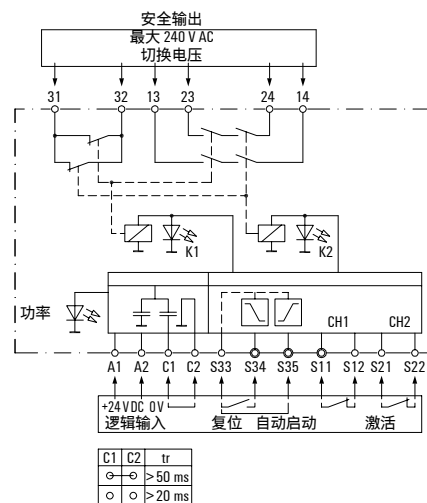 安全输出
最大 240 V AC
切换电压
31 32 13 23 24 14
K1 K2
功率
CH1 CH2
A1 A2 C1 C2 S33 S34 S35 S11 S12 S21 S22
+24VDC 0V
逻辑输入 复位 自动启动 激活
C1 C2 tr
>50 ms
>20 ms